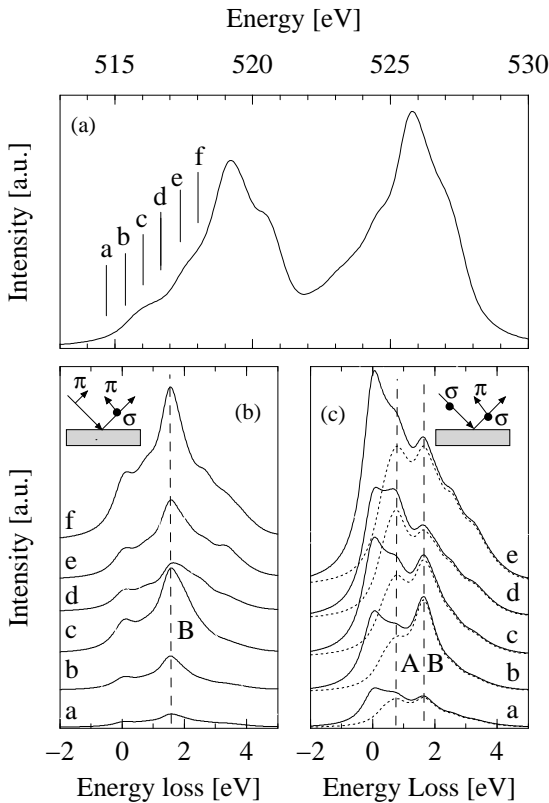 Energy [eV]
515 520 525 530
(a)
f
e
d
c
b
a
Intensity [a.u.]
π π σ
(b)
f
e
d
c
b
a
B
Intensity [a.u.]
−2 0 2 4
Energy loss [eV]
σ π σ
(c)
e
d
c
b
a
A B
Intensity [a.u.]
−2 0 2 4
Energy Loss [eV]